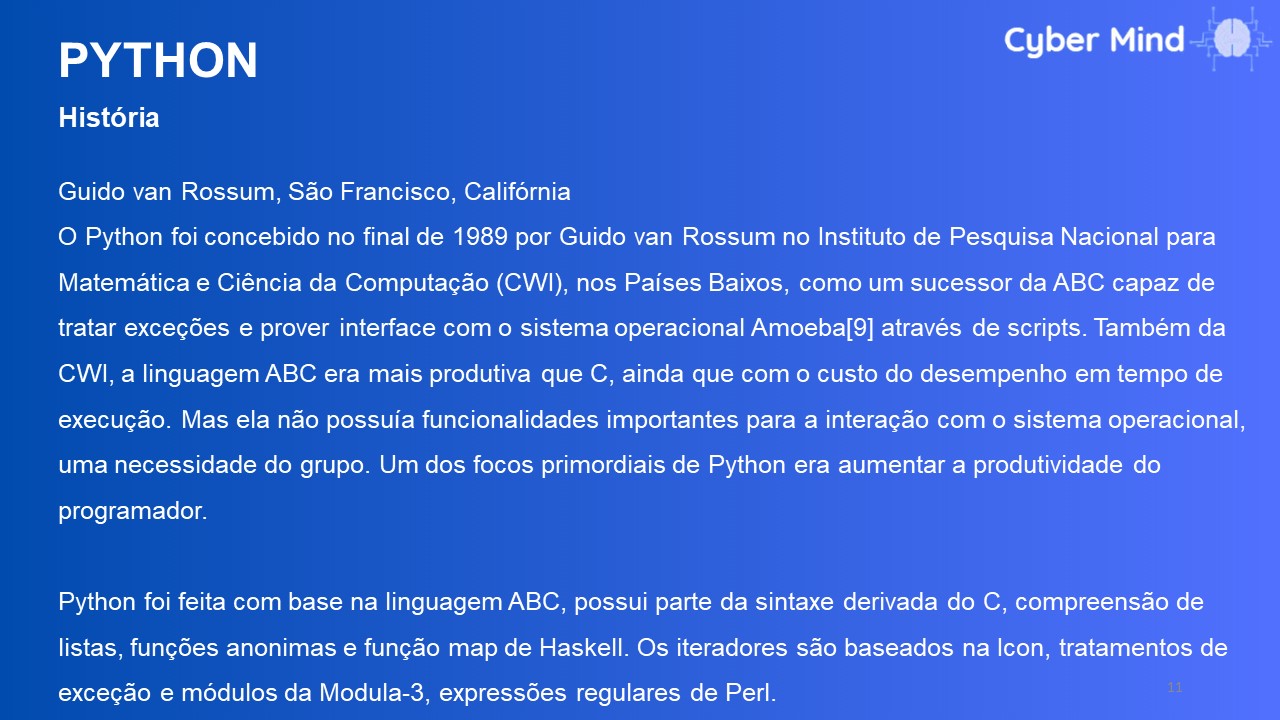 PYTHON
Cyber Mind
História
Guido van Rossum, São Francisco, Califórnia
O Python foi concebido no final de 1989 por Guido van Rossum no Instituto de Pesquisa Nacional para
Matemática e Ciência da Computação (CWI), nos Países Baixos, como um sucessor da ABC capaz de
tratar exceções e prover interface com o sistema operacional Amoeba[9] através de scripts. Também da
CWI, a linguagem ABC era mais produtiva que C, ainda que com o custo do desempenho em tempo de
execução. Mas ela não possuía funcionalidades importantes para a interação com o sistema operacional,
uma necessidade do grupo. Um dos focos primordiais de Python era aumentar a produtividade do
programador.
Python foi feita com base na linguagem ABC, possui parte da sintaxe derivada do C, compreensão de
listas, funções anonimas e função map de Haskell. Os iteradores são baseados na Icon, tratamentos de
exceção e módulos da Modula-3, expressões regulares de Perl.
11